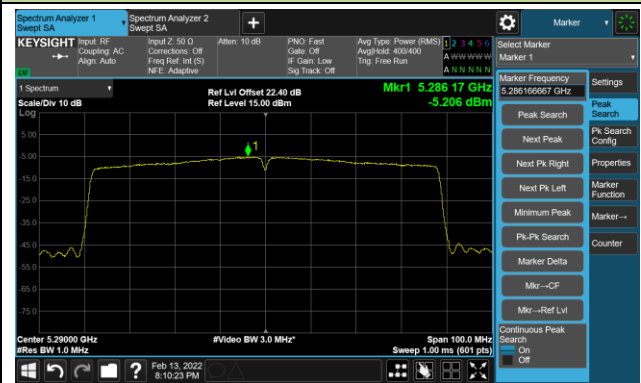 Spectrum Analyzer 1
Swept SA
Spectrum Analyzer 2
Swept SA
+
Marker
KEYSIGHT
Input: RF
Coupling: AC
Align: Auto
Input Z: 50 Ω
Corrections: Off
Freq Ref: Int (S)
NFE: Adaptive
Atten: 10 dB
PNO: Fast
Gate: Off
IF Gain: Low
Sig Track: Off
Avg Type: Power (RMS)
Avg|Hold: 400/400
Trig: Free Run
1 2 3 4 5 6
A W W W W W
A N N N N N
LVI
1 Spectrum
Scale/Div 10 dB
Log
Ref Lvl Offset 22.40 dB
Ref Level 15.00 dBm
Mkr1 5.286 17 GHz
-5.206 dBm
1
5.00
-5.00
-15.0
-25.0
-35.0
-45.0
-55.0
-65.0
-75.0
Center 5.29000 GHz
#Res BW 1.0 MHz
#Video BW 3.0 MHz*
Span 100.0 MHz
Sweep 1.00 ms (601 pts)
Select Marker
Marker 1
Marker Frequency
5.286166667 GHz
Peak Search
Next Peak
Next Pk Right
Next Pk Left
Minimum Peak
Pk-Pk Search
Marker Delta
Mkr→CF
Mkr→Ref Lvl
Continuous Peak
Search
On
Off
Settings
Peak
Search
Pk Search
Config
Properties
Marker
Function
Marker→
Counter
?
Feb 13, 2022
8:10:23 PM